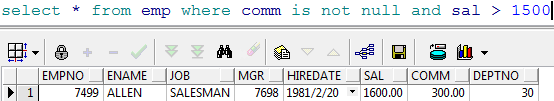 select * from emp where comm is not null and sal > 1500
EMPNO ENAME JOB MGR HIREDATE SAL COMM DEPTNO
1 7499 ALLEN SALESMAN 7698 1981/2/20 1600.00 300.00 30